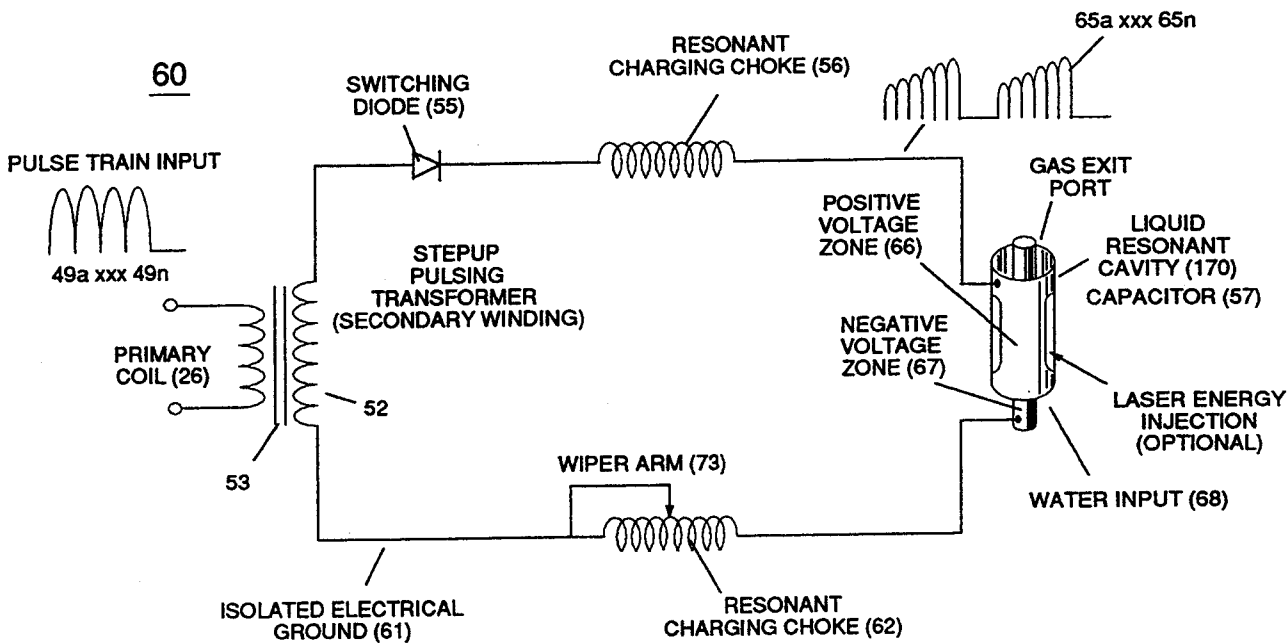 65a xxx 65n
60
RESONANT
CHARGING CHOKE (56)
SWITCHING
DIODE (55)
PULSE TRAIN INPUT
49a xxx 49n
GAS EXIT
PORT
POSITIVE
VOLTAGE
ZONE (66)
LIQUID
RESONANT
CAVITY (170)
CAPACITOR (57)
STEPUP
PULSING
TRANSFORMER
(SECONDARY WINDING)
NEGATIVE
VOLTAGE
ZONE (67)
PRIMARY
COIL (26)
52
53
LASER ENERGY
INJECTION
(OPTIONAL)
WIPER ARM (73)
WATER INPUT (68)
ISOLATED ELECTRICAL
GROUND (61)
RESONANT
CHARGING CHOKE (62)